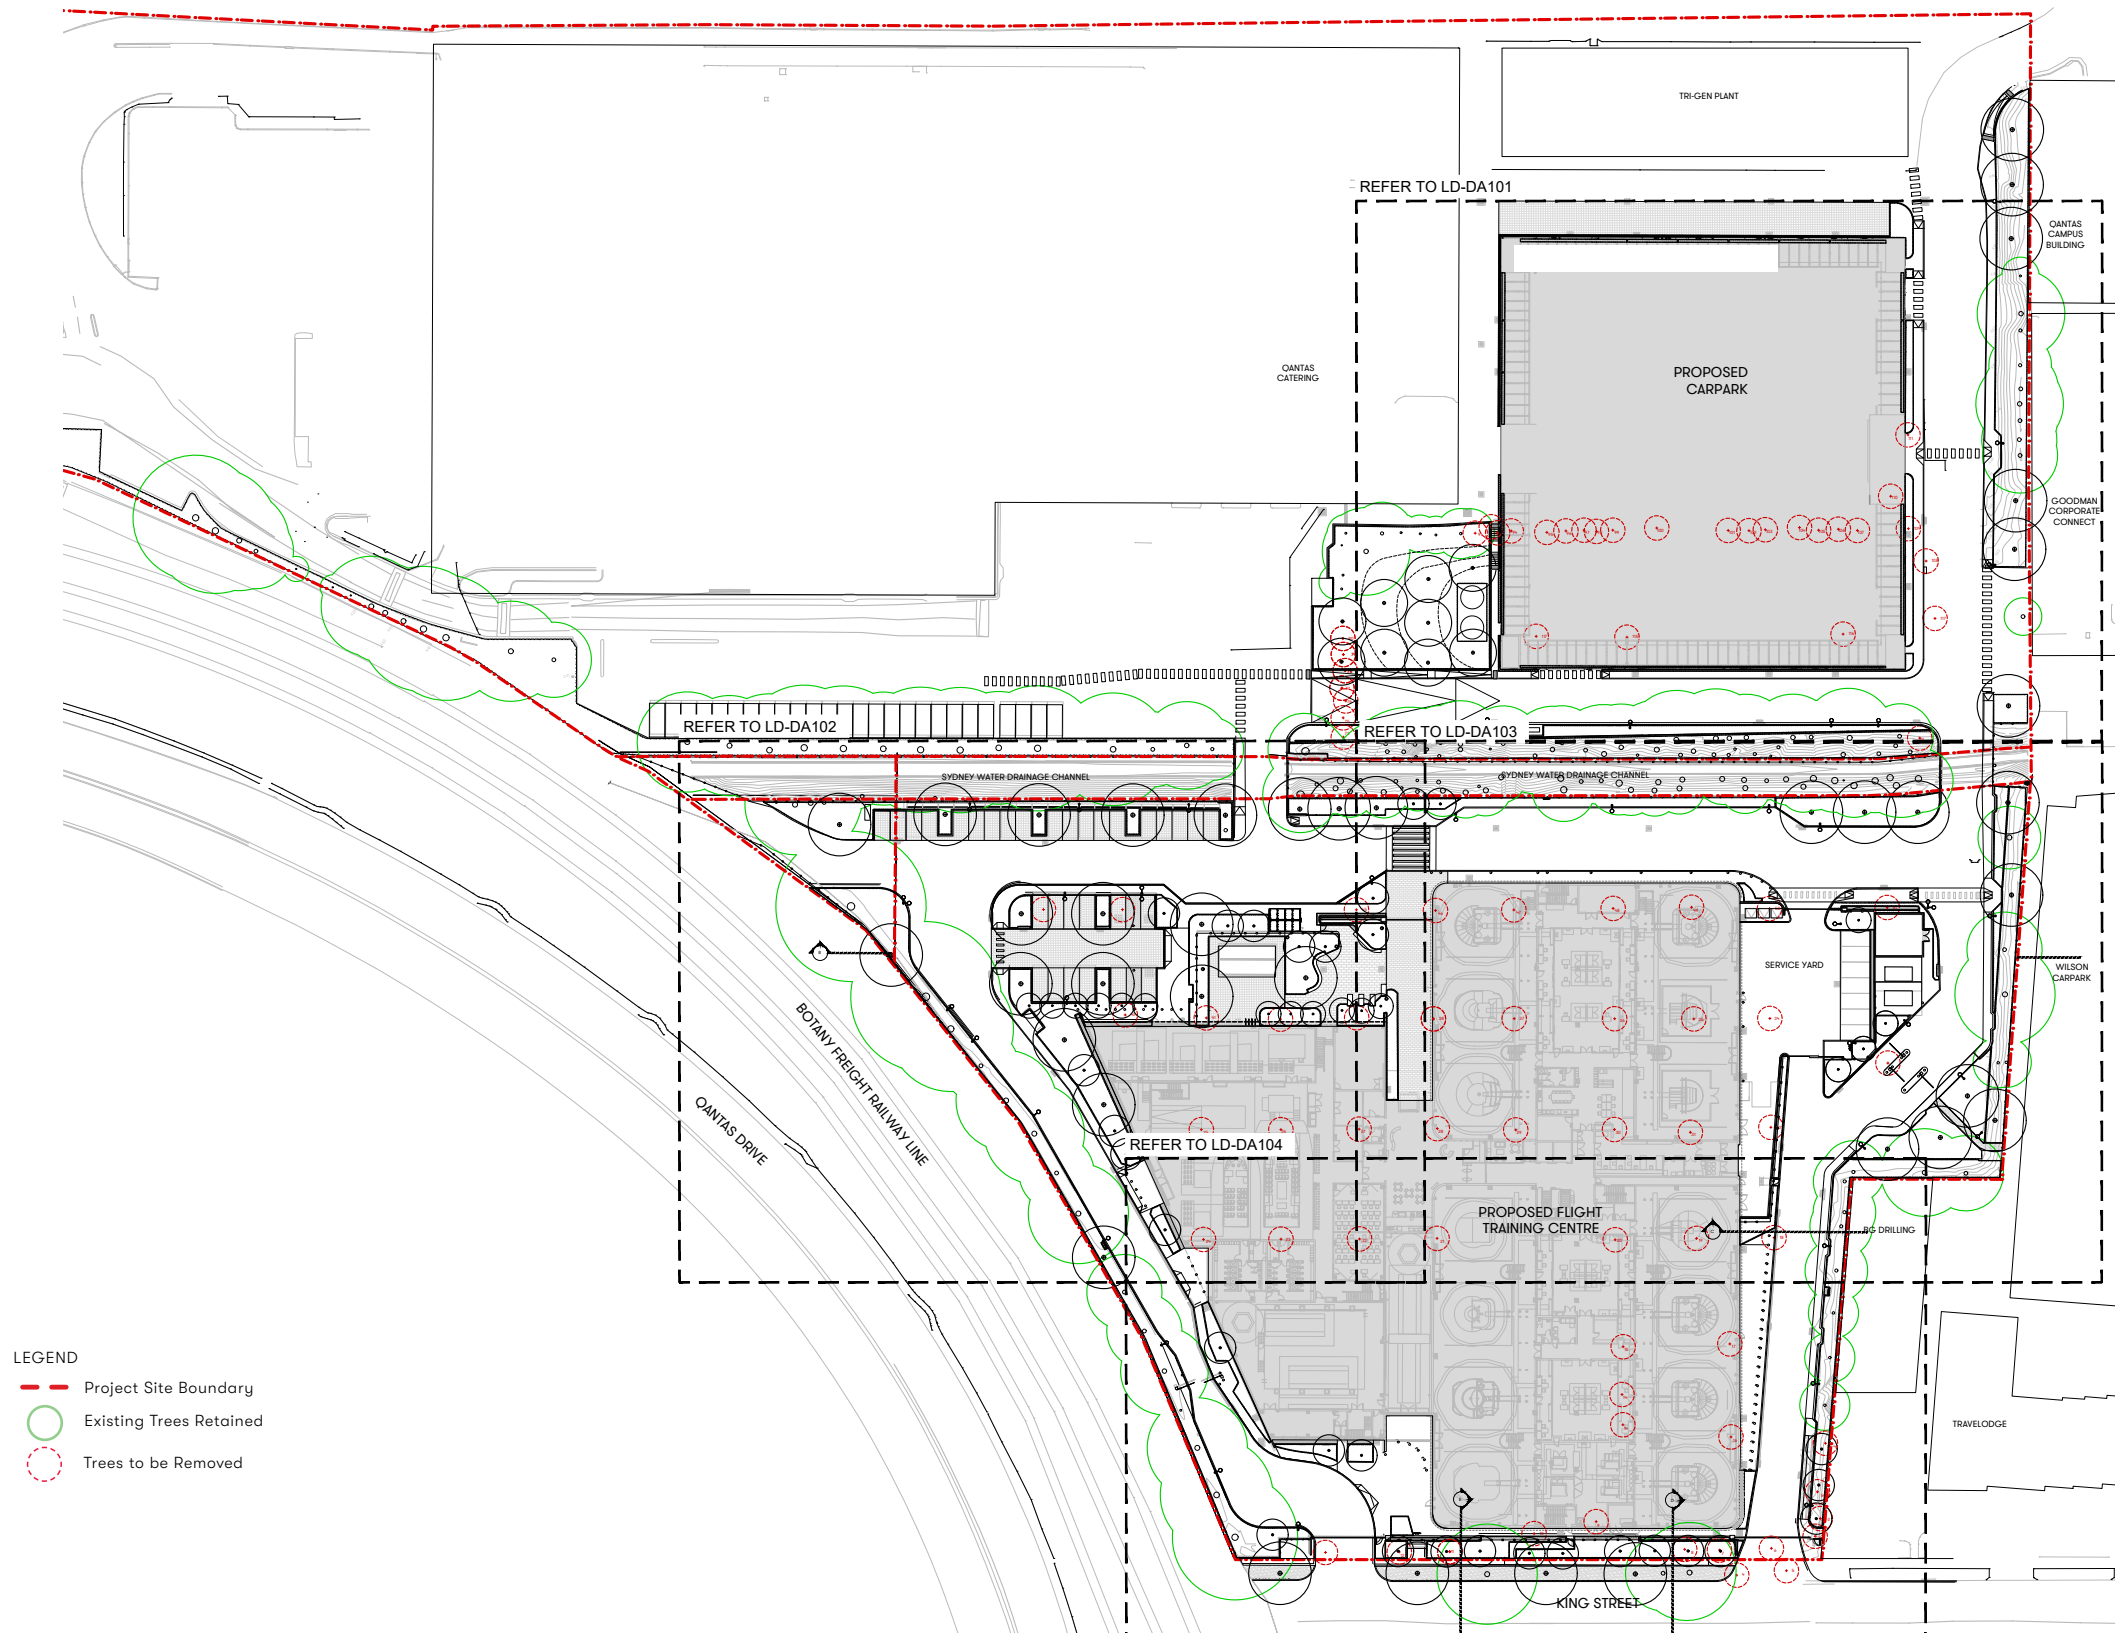 TRI-GEN PLANT
REFER TO LD-DA101
QANTAS
CAMPUS
BUILDING
QANTAS
CATERING
PROPOSED
CARPARK
GOODMAN
CORPORATE
CONNECT
REFER TO LD-DA102
REFER TO LD-DA103
SYDNEY WATER DRAINAGE CHANNEL
SYDNEY WATER DRAINAGE CHANNEL
SERVICE YARD
WILSON
CARPARK
BOTANY FREIGHT RAILWAY LINE
QANTAS DRIVE
REFER TO LD-DA104
PROPOSED FLIGHT
TRAINING CENTRE
BG DRILLING
TRAVELODGE
KING STREET
LEGEND
Project Site Boundary
Existing Trees Retained
Trees to be Removed